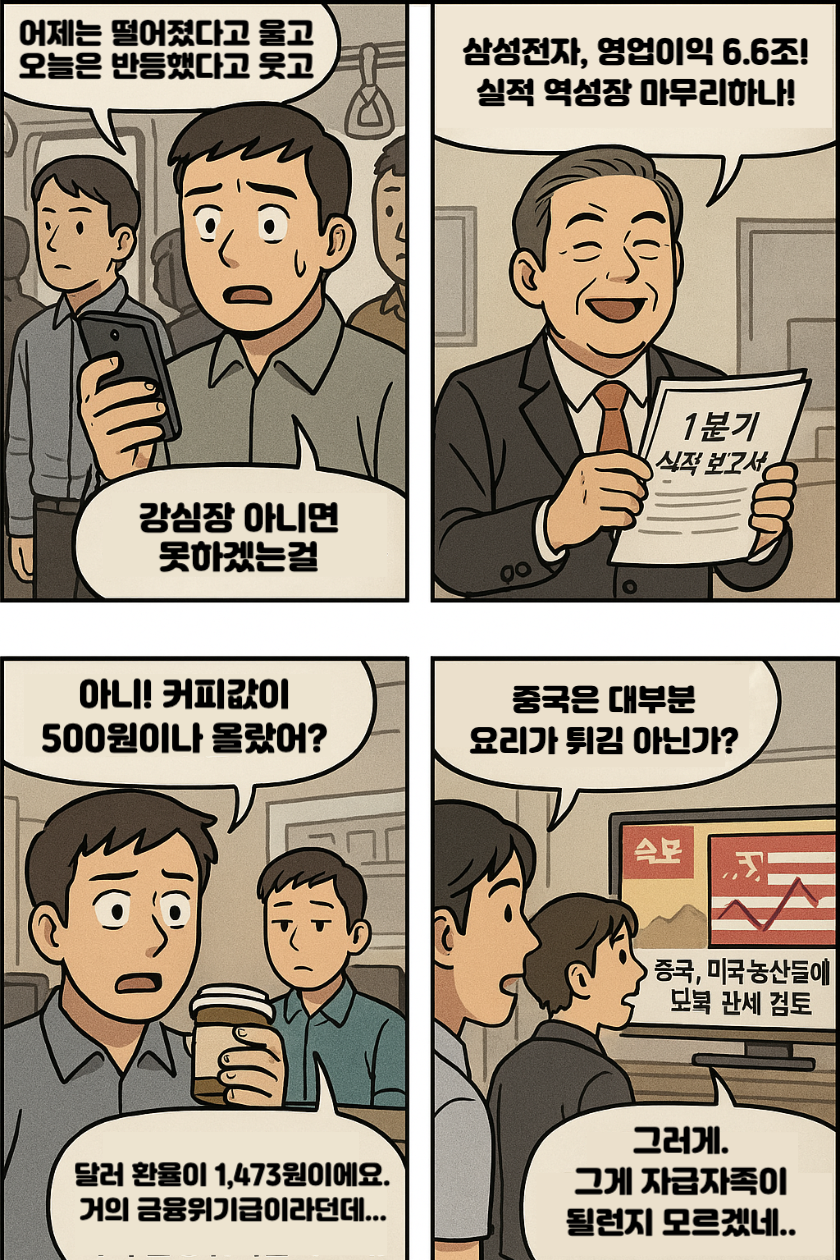 어제는 떨어졌다고 울고
오늘은 반등했다고 웃고
강심장 아니면
못하겠는걸
삼성전자, 영업이익 6.6조!
실적 역성장 마무리하나!
1분기
실적 보고서
아니! 커피값이
500원이나 올랐어?
달러 환율이 1,473원이에요.
거의 금융위기급이라던데...
중국은 대부분
요리가 튀김 아닌가?
중국, 미국 농산들에
관세 검토
그러게.
그게 자급자족이
될런지 모르겠네..